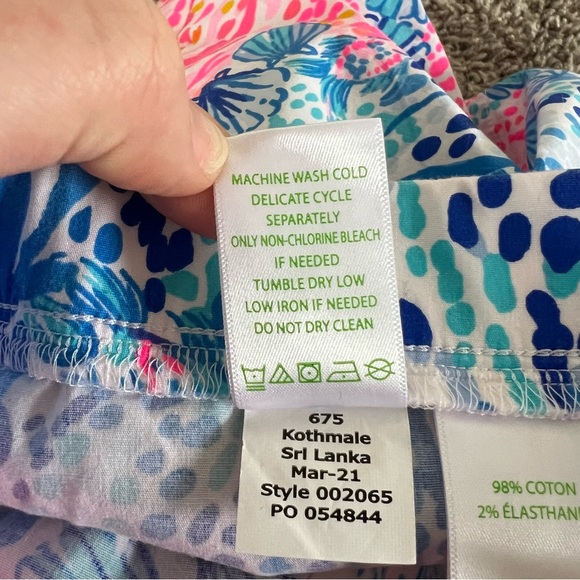 MACHINE WASH COLD
DELICATE CYCLE
SEPARATELY
ONLY NON-CHLORINE BLEACH
IF NEEDED
TUMBLE DRY LOW
LOW IRON IF NEEDED
DO NOT DRY CLEAN
675
Kothmale
Sri Lanka
Mar-21
Style 002065
PO 054844
98% COTON
2% ÉLASTHAN